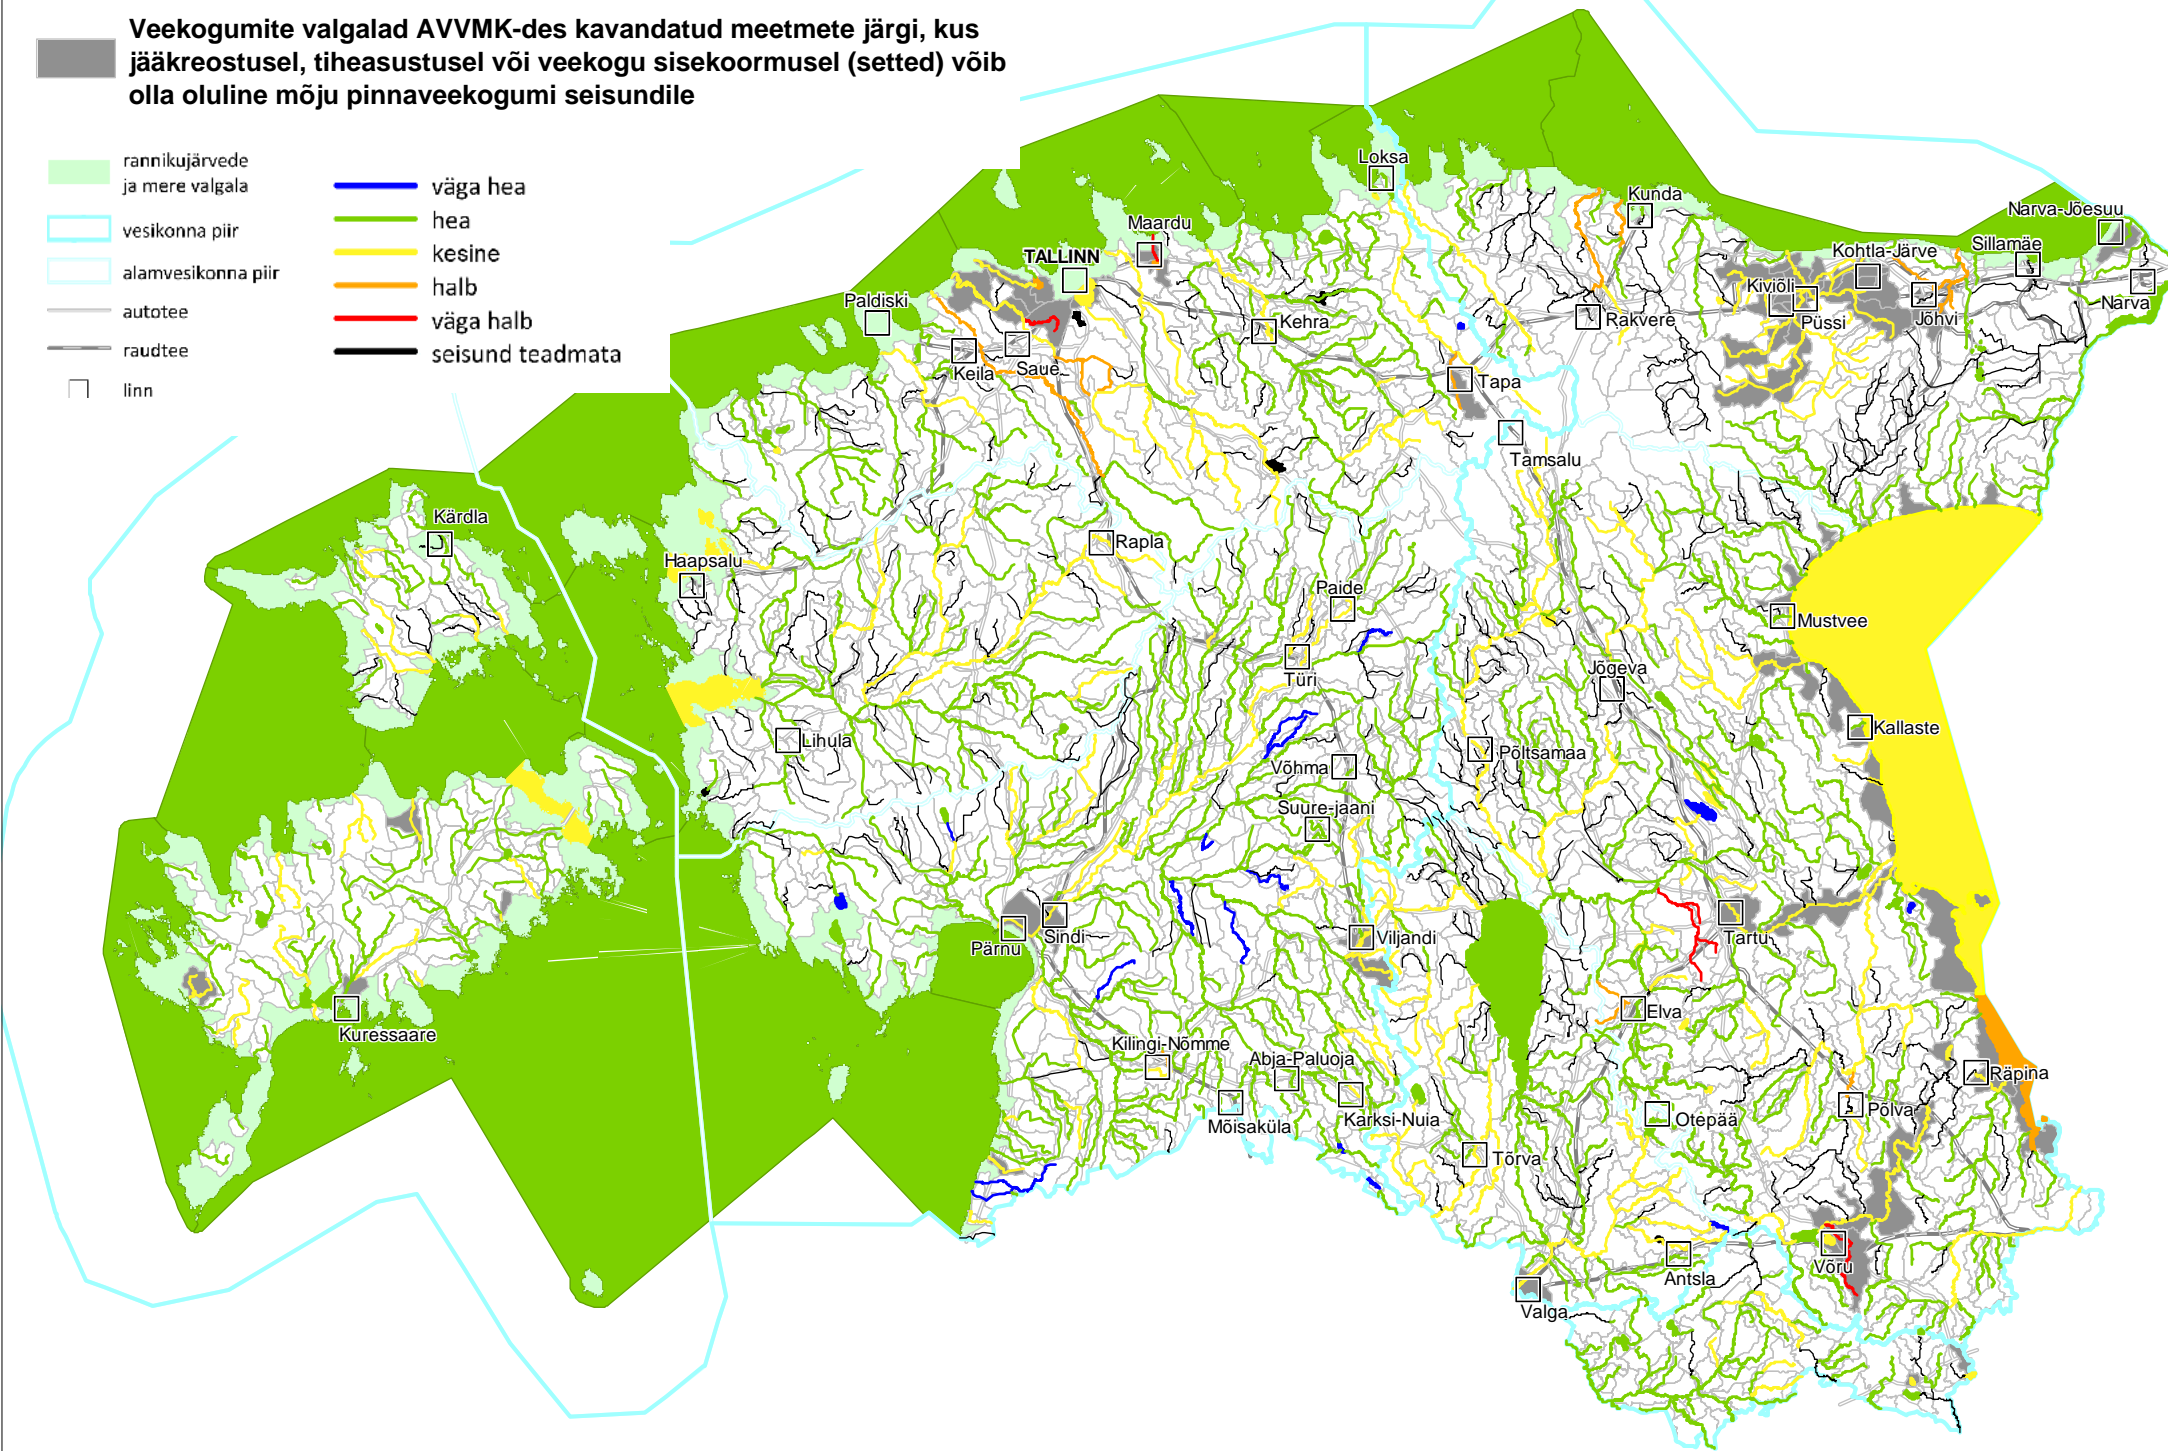 Veekogumite valgalad AVVMK-des kavandatud meetmete järgi, kus
jääkreostusel, tiheasustusel või veekogu sisekoormusel (setted) võib
olla oluline mõju pinnaveekogumi seisundile
rannikujärvede
ja mere valgala
vesikonna piir
alamvesikonna piir
autotee
raudtee
linn
väga hea
hea
kesine
halb
väga halb
seisund teadmata
Loksa
Kunda
Narva-Jõesuu
Maardu
TALLINN
Kohtla-Järve
Sillamäe
Kiviõli
Narva
Paldiski
Kehra
Rakvere
Püssi
Jõhvi
Keila
Saue
Tapa
Tamsalu
Kärdla
Rapla
Haapsalu
Paide
Mustvee
Türi
Jõgeva
Kallaste
Lihula
Põltsamaa
Võhma
Suure-jaani
Pärnu
Sindi
Viljandi
Tartu
Elva
Kuressaare
Kilingi-Nõmme
Abja-Paluoja
Räpina
Mõisaküla
Karksi-Nuia
Otepää
Põlva
Tõrva
Antsla
Võru
Valga